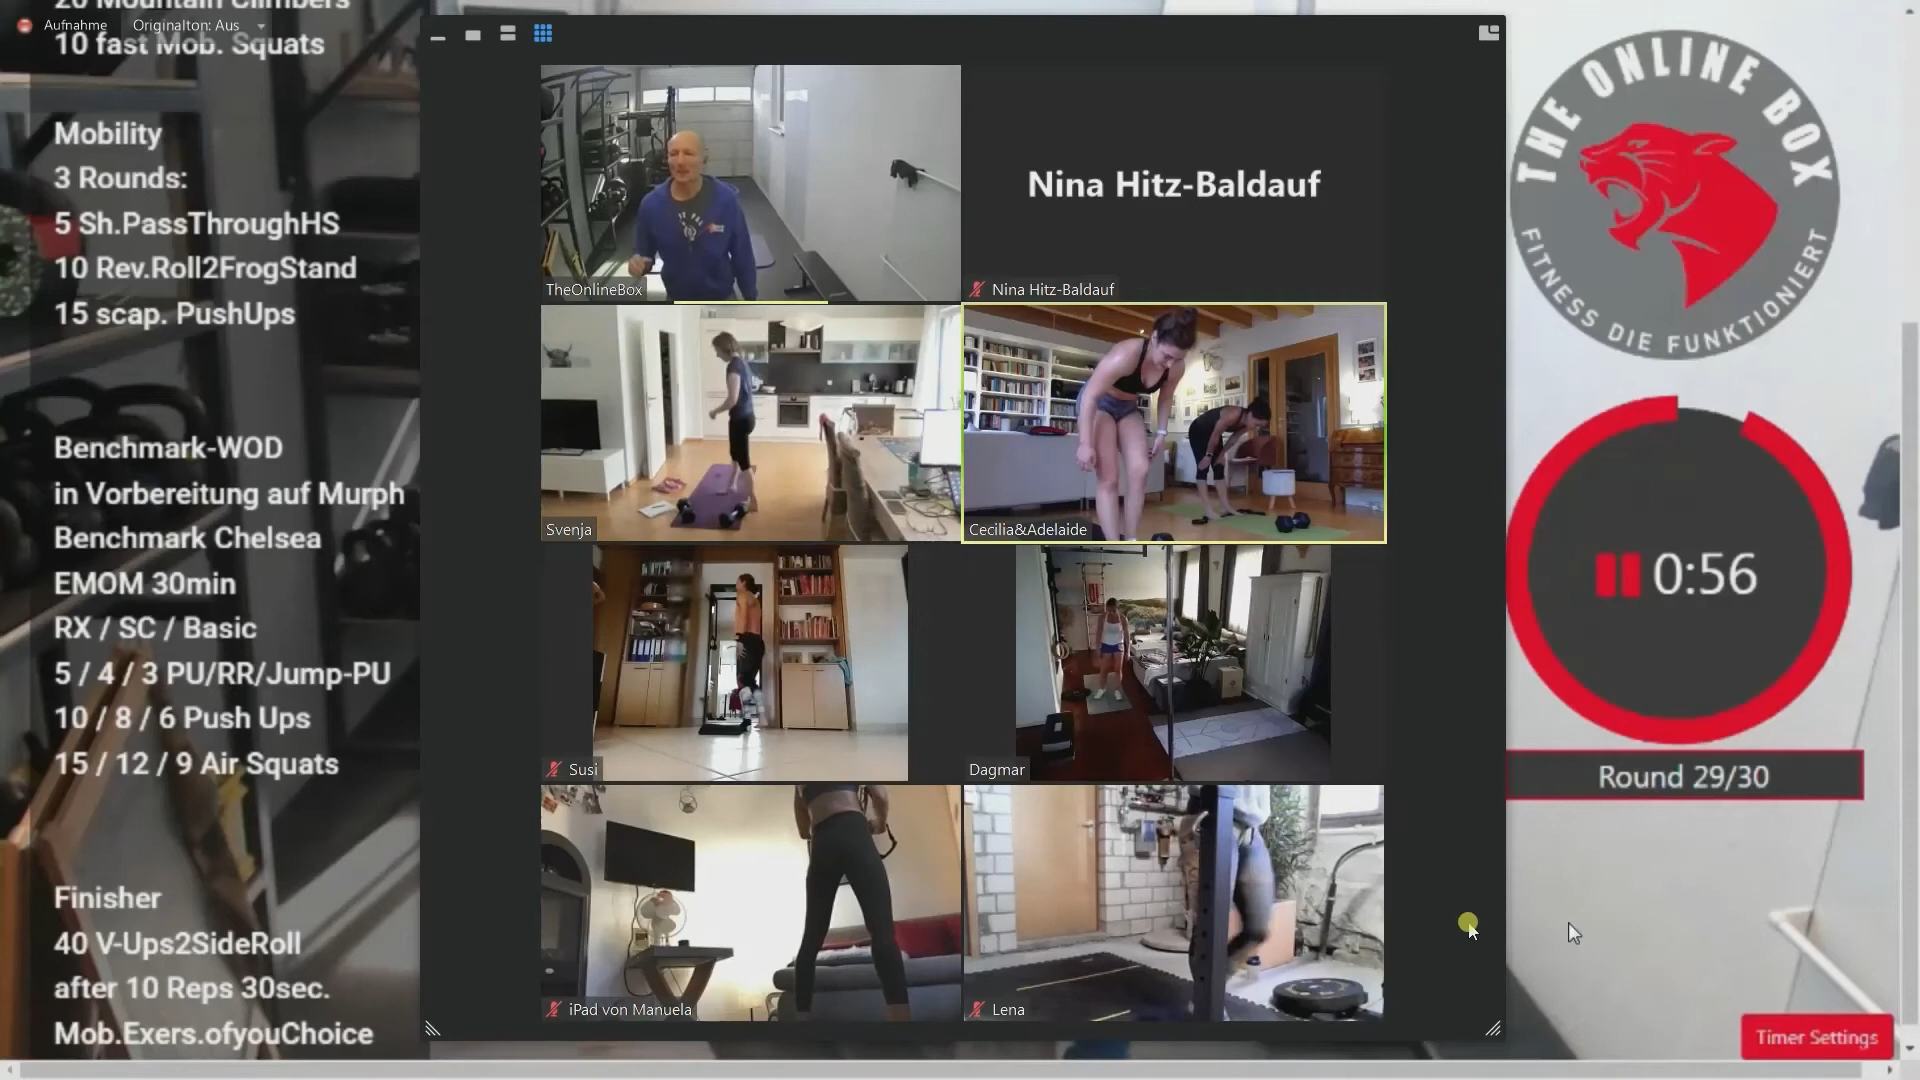 20 Mountain Climbers
Aufnahme
Originalton: Aus
10 fast Mob. Squats
Mobility
3 Rounds:
5 Sh.PassThroughHS
10 Rev.Roll2FrogStand
15 scap. PushUps
Benchmark-WOD
in Vorbereitung auf Murph
Benchmark Chelsea
EMOM 30min
RX / SC / Basic
5 / 4 / 3 PU/RR/Jump-PU
10 / 8 / 6 Push Ups
15 / 12 / 9 Air Squats
Finisher
40 V-Ups2SideRoll
after 10 Reps 30sec.
Mob.Exers.ofyouChoice
TheOnlineBox
Nina Hitz-Baldauf
Nina Hitz-Baldauf
Svenja
Cecilia&Adelaide
Susi
Dagmar
iPad von Manuela
Lena
THE ONLINE BOX
FITNESS DIE FUNKTIONIERT
0:56
Round 29/30
Timer Settings